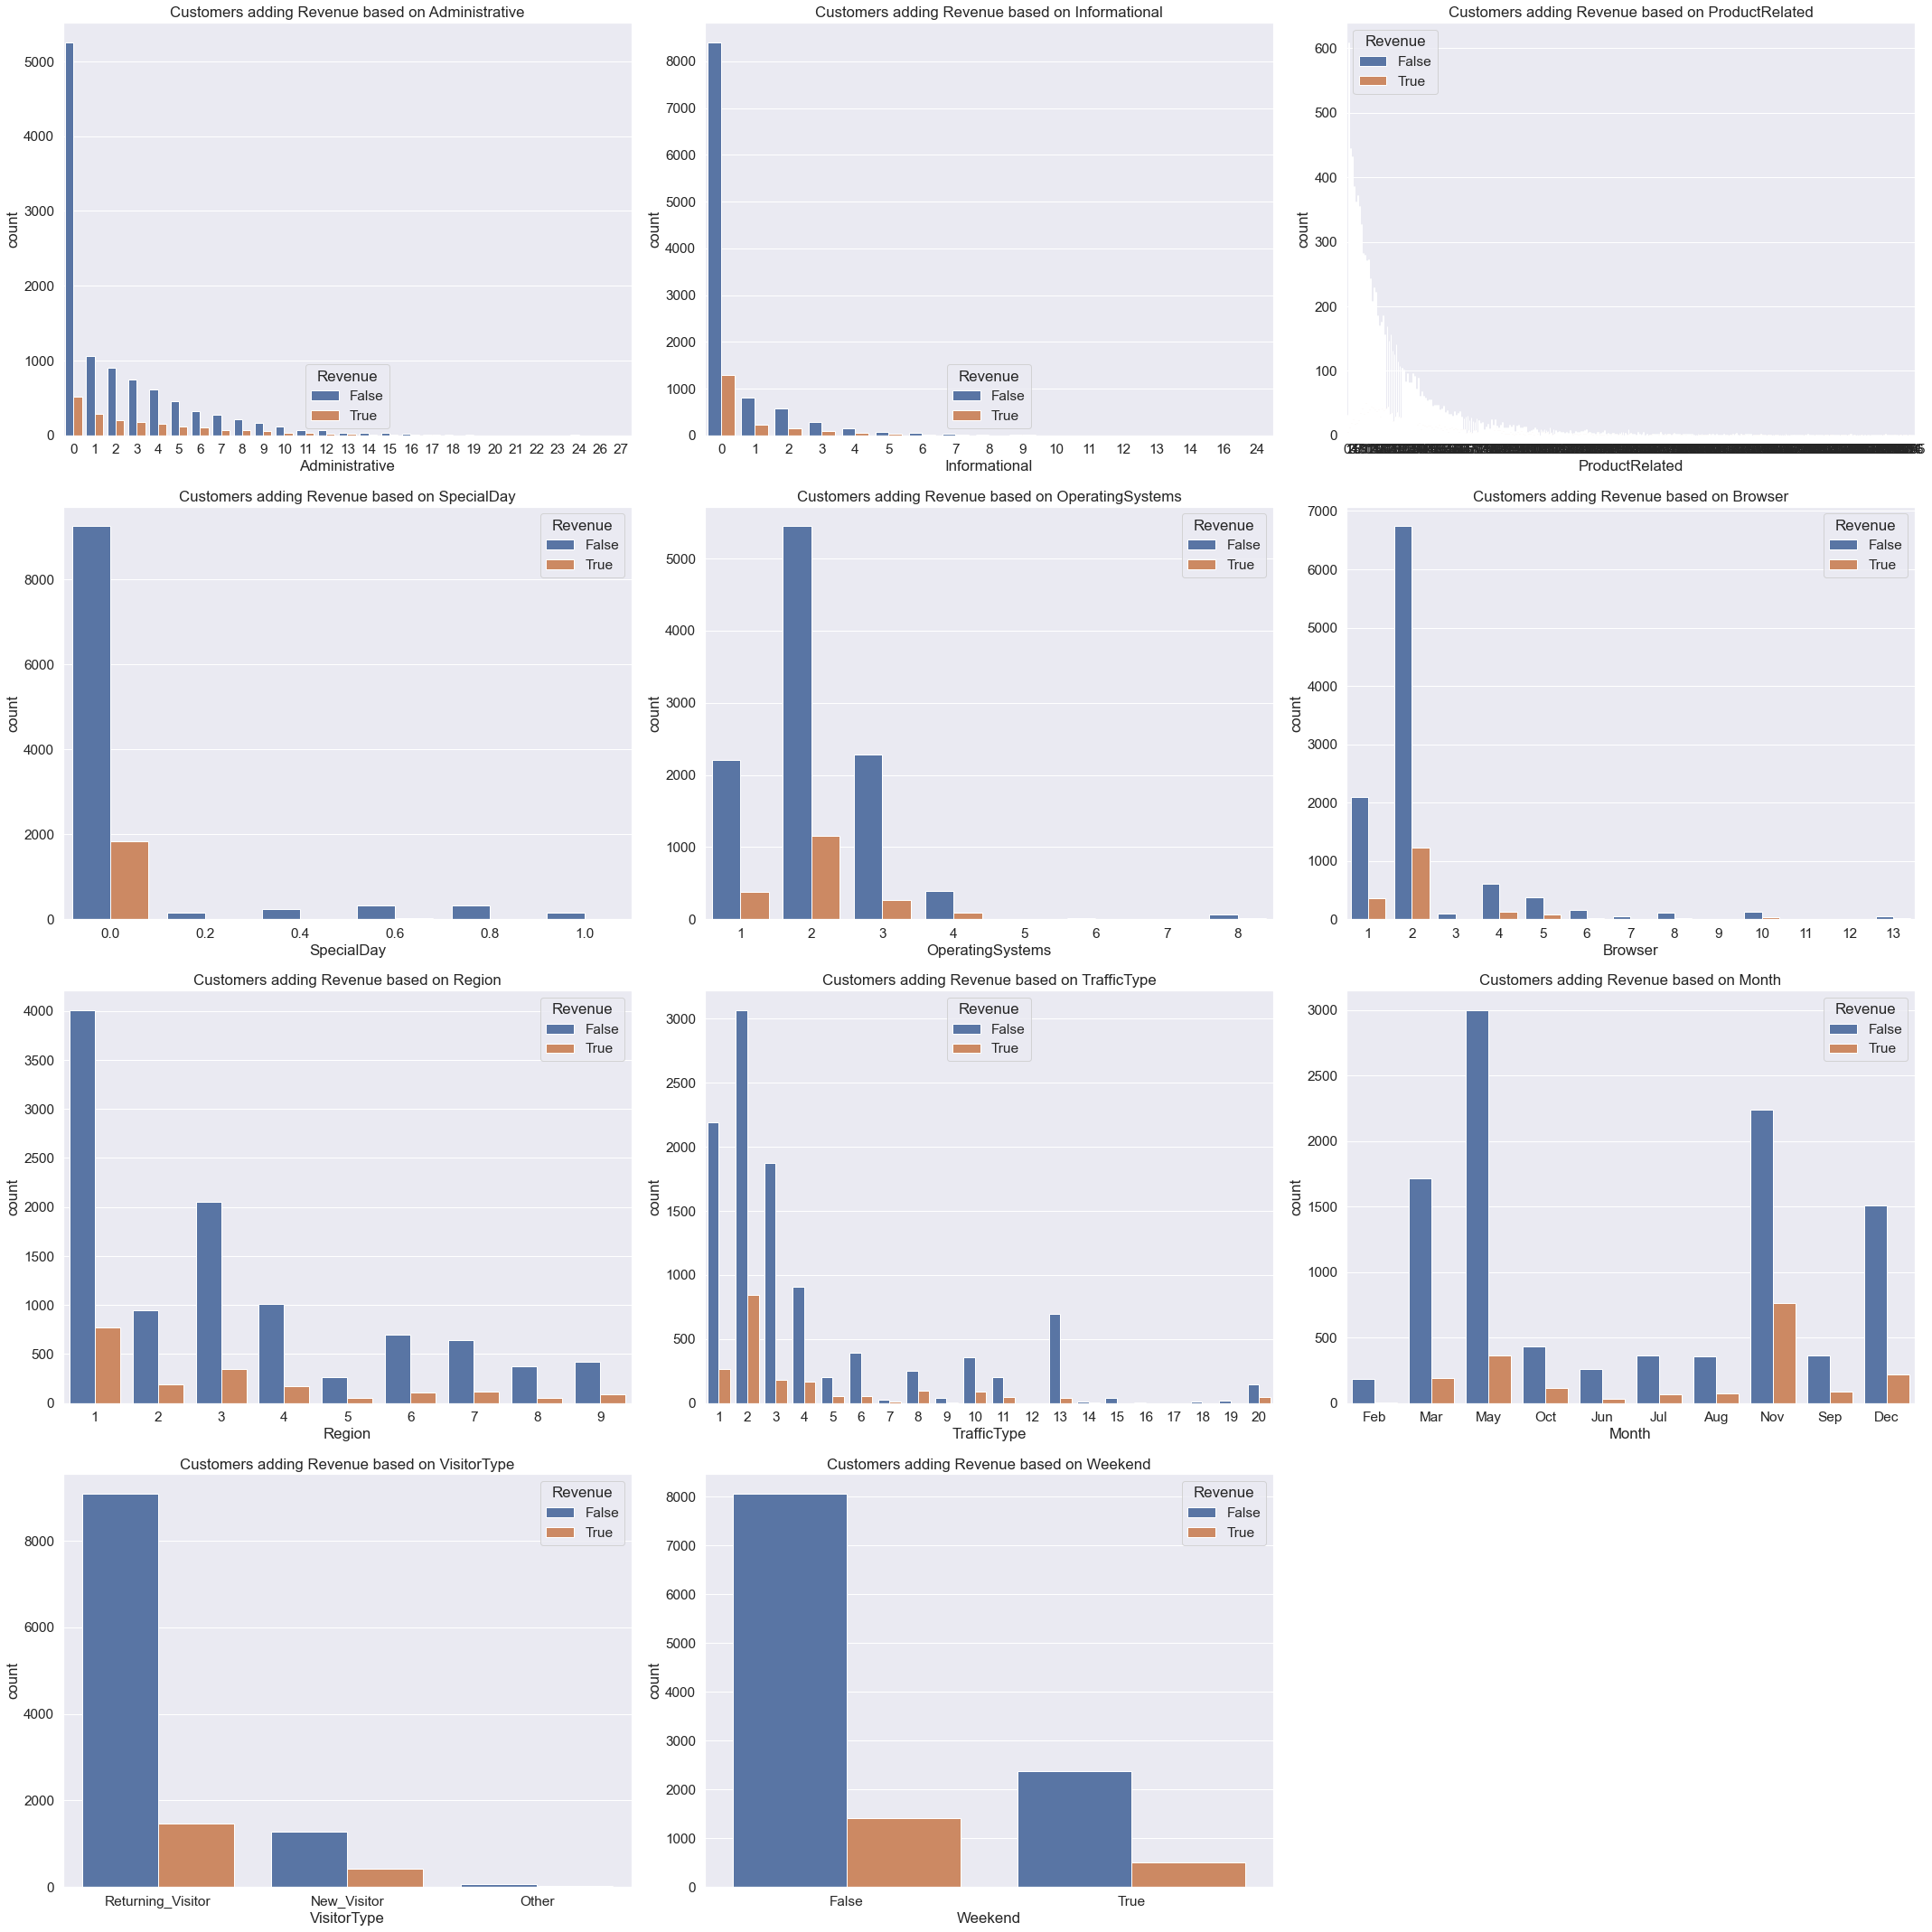 Customers adding Revenue based on Administrative
5000
4000
3000
2000
1000
0
count
Revenue
False
True
0 1 2 3 4 5 6 7 8 9 10 11 12 13 14 15 16 17 18 19 20 21 22 23 24 26 27
Administrative
Customers adding Revenue based on Informational
8000
7000
6000
5000
4000
3000
2000
1000
0
count
Revenue
False
True
0 1 2 3 4 5 6 7 8 9 10 11 12 13 14 16 24
Informational
Customers adding Revenue based on ProductRelated
600
500
400
300
200
100
0
count
Revenue
False
True
ProductRelated
Customers adding Revenue based on SpecialDay
8000
6000
4000
2000
0
count
Revenue
False
True
0.0 0.2 0.4 0.6 0.8 1.0
SpecialDay
Customers adding Revenue based on OperatingSystems
5000
4000
3000
2000
1000
0
count
Revenue
False
True
1 2 3 4 5 6 7 8
OperatingSystems
Customers adding Revenue based on Browser
7000
6000
5000
4000
3000
2000
1000
0
count
Revenue
False
True
1 2 3 4 5 6 7 8 9 10 11 12 13
Browser
Customers adding Revenue based on Region
4000
3500
3000
2500
2000
1500
1000
500
0
count
Revenue
False
True
1 2 3 4 5 6 7 8 9
Region
Customers adding Revenue based on TrafficType
3000
2500
2000
1500
1000
500
0
count
Revenue
False
True
1 2 3 4 5 6 7 8 9 10 11 12 13 14 15 16 17 18 19 20
TrafficType
Customers adding Revenue based on Month
3000
2500
2000
1500
1000
500
0
count
Revenue
False
True
Feb Mar May Oct Jun Jul Aug Nov Sep Dec
Month
Customers adding Revenue based on VisitorType
8000
6000
4000
2000
0
count
Revenue
False
True
Returning_Visitor New_Visitor Other
VisitorType
Customers adding Revenue based on Weekend
8000
7000
6000
5000
4000
3000
2000
1000
0
count
Revenue
False
True
False True
Weekend